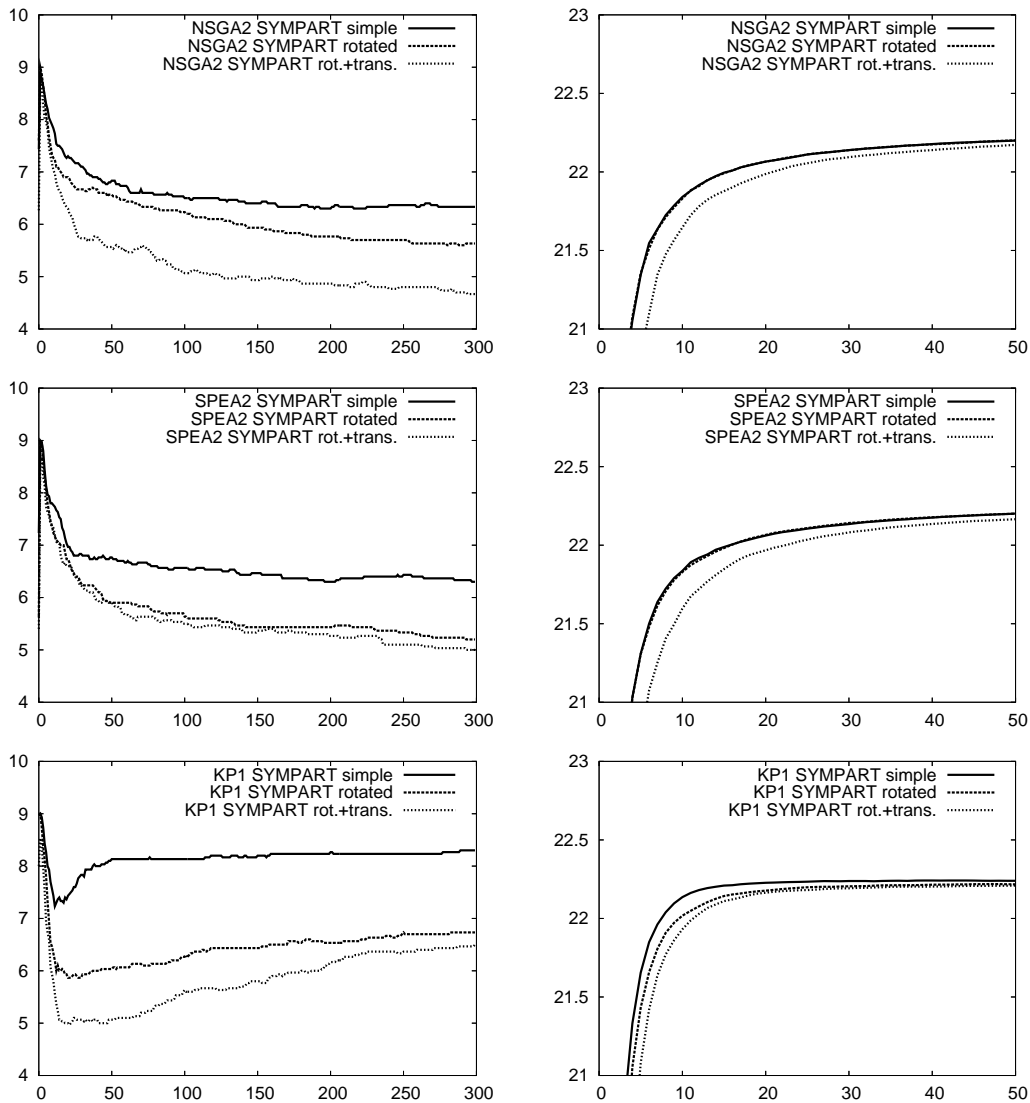 10
9
8
7
6
5
4
0 50 100 150 200 250 300
NSGA2 SYMPART simple
NSGA2 SYMPART rotated
NSGA2 SYMPART rot.+trans.
23
22.5
22
21.5
21
0 10 20 30 40 50
NSGA2 SYMPART simple
NSGA2 SYMPART rotated
NSGA2 SYMPART rot.+trans.
10
9
8
7
6
5
4
0 50 100 150 200 250 300
SPEA2 SYMPART simple
SPEA2 SYMPART rotated
SPEA2 SYMPART rot.+trans.
23
22.5
22
21.5
21
0 10 20 30 40 50
SPEA2 SYMPART simple
SPEA2 SYMPART rotated
SPEA2 SYMPART rot.+trans.
10
9
8
7
6
5
4
0 50 100 150 200 250 300
KP1 SYMPART simple
KP1 SYMPART rotated
KP1 SYMPART rot.+trans.
23
22.5
22
21.5
21
0 10 20 30 40 50
KP1 SYMPART simple
KP1 SYMPART rotated
KP1 SYMPART rot.+trans.